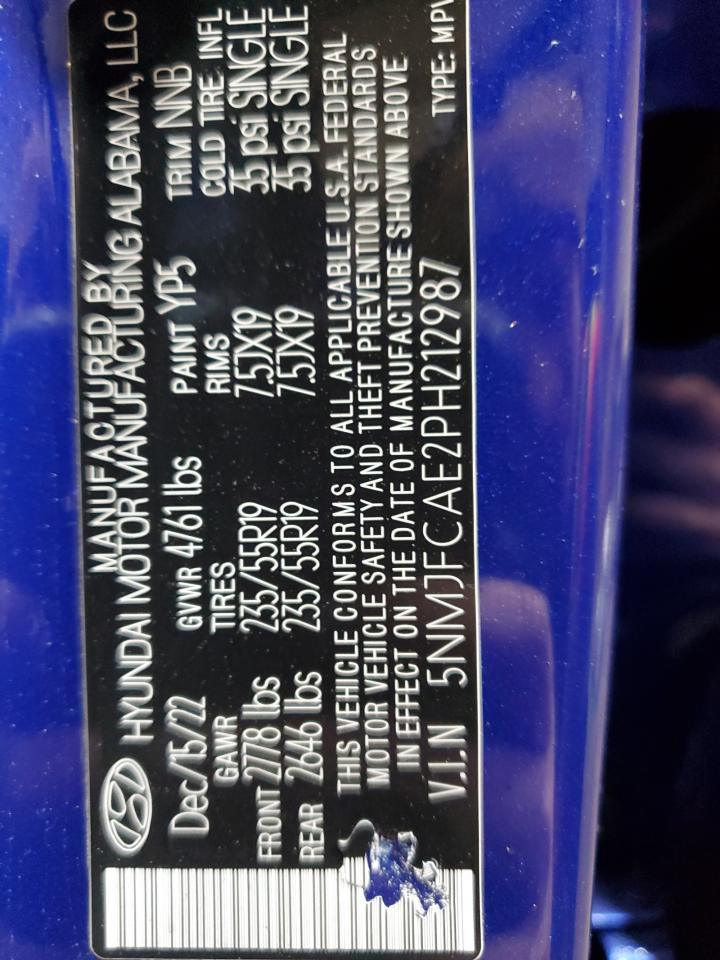 MANUFACTURED BY
HYUNDAI MOTOR MANUFACTURING ALABAMA, LLC
Dec/15/22 GVWR 4761 lbs PAINT YP5 TRIM NNB
GAWR TIRES RIMS COLD TIRE INFL
FRONT 2778 lbs 235/55R19 7.5JX19 35 psi SINGLE
REAR 2646 lbs 235/55R19 7.5JX19 35 psi SINGLE
THIS VEHICLE CONFORMS TO ALL APPLICABLE U.S.A. FEDERAL
MOTOR VEHICLE SAFETY AND THEFT PREVENTION STANDARDS
IN EFFECT ON THE DATE OF MANUFACTURE SHOWN ABOVE
V.I.N 5NMJFCAE2PH212987 TYPE: MPV